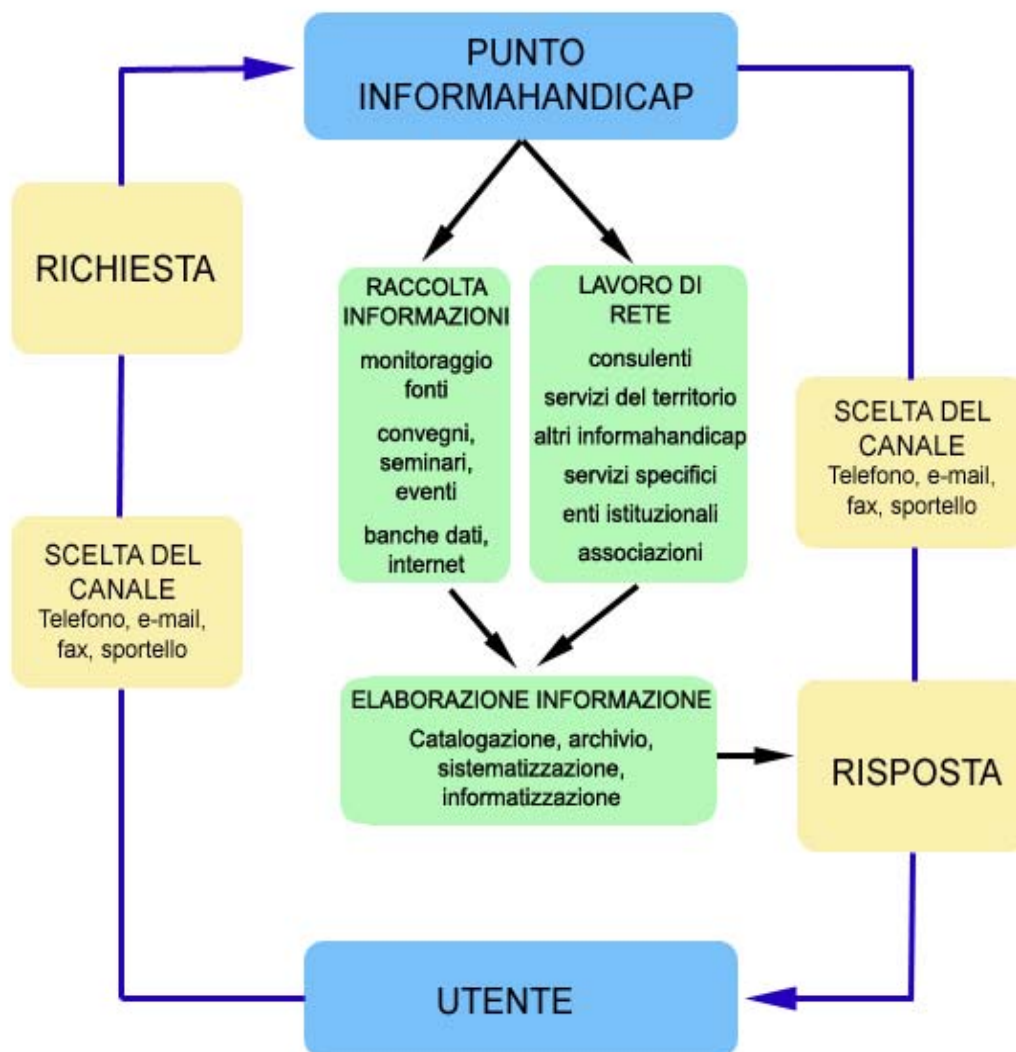 PUNTO
INFORMAHANDICAP
RICHIESTA
RACCOLTA
INFORMAZIONI
monitoraggio
fonti
convegni,
seminari,
eventi
banche dati,
internet
LAVORO DI
RETE
consulenti
servizi del territorio
altri informahandicap
servizi specifici
enti istituzionali
associazioni
SCELTA DEL
CANALE
Telefono, e-mail,
fax, sportello
SCELTA DEL
CANALE
Telefono, e-mail,
fax, sportello
ELABORAZIONE INFORMAZIONE
Catalogazione, archivio,
sistematizzazione,
informatizzazione
RISPOSTA
UTENTE